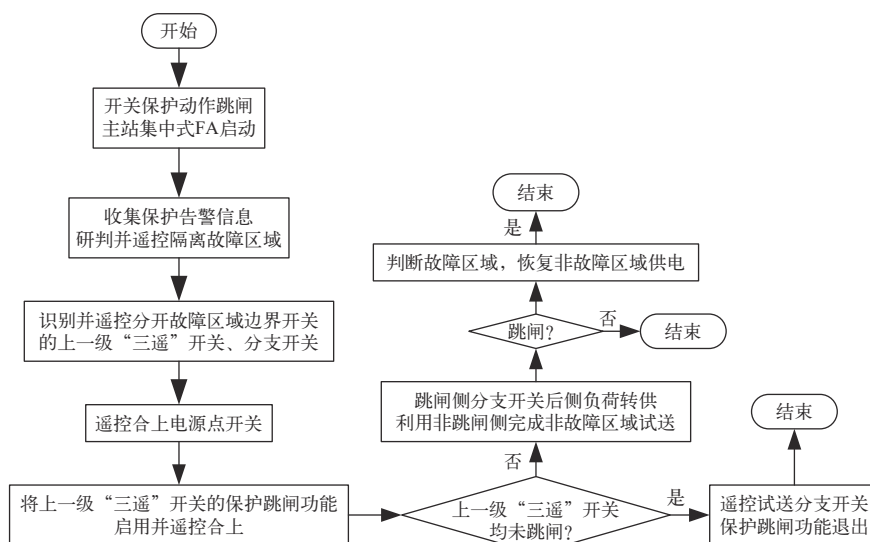 开始
开关保护动作跳闸
主站集中式FA启动
收集保护告警信息
研判并遥控隔离故障区域
识别并遥控分开故障区域边界开关
的上一级“三遥”开关、分支开关
遥控合上电源点开关
将上一级“三遥”开关的保护跳闸功能
启用并遥控合上
上一级“三遥”开关
均未跳闸?
是
遥控试送分支开关
保护跳闸功能退出
结束
否
跳闸侧分支开关后侧负荷转供
利用非跳闸侧完成非故障区域试送
跳闸?
否
结束
判断故障区域，恢复非故障区域供电
是
结束